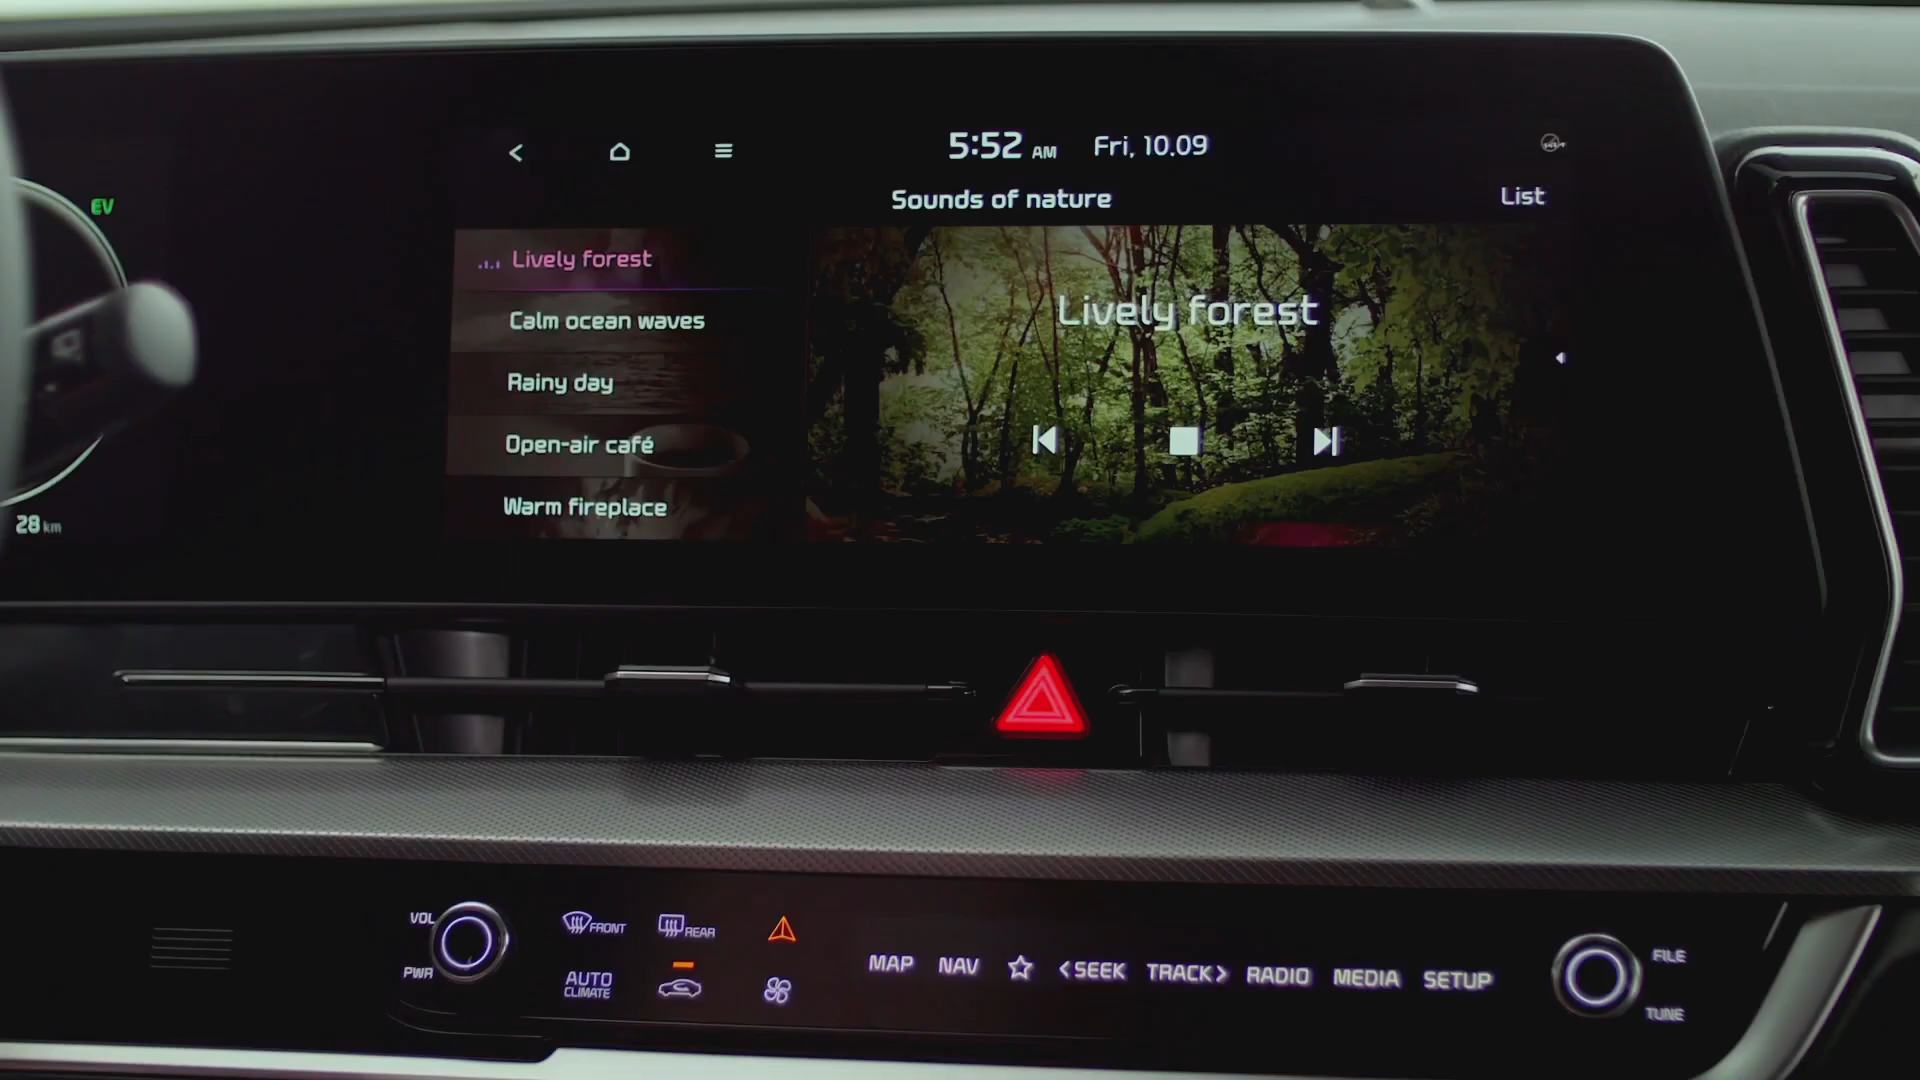 5:52 AM Fri, 10.09
Sounds of nature
List
EV
Lively forest
Calm ocean waves
Rainy day
Open-air café
Warm fireplace
Lively forest
28 km
VOL
PWR
FRONT
REAR
AUTO
CLIMATE
MAP NAV <SEEK TRACK> RADIO MEDIA SETUP
FILE
TUNE